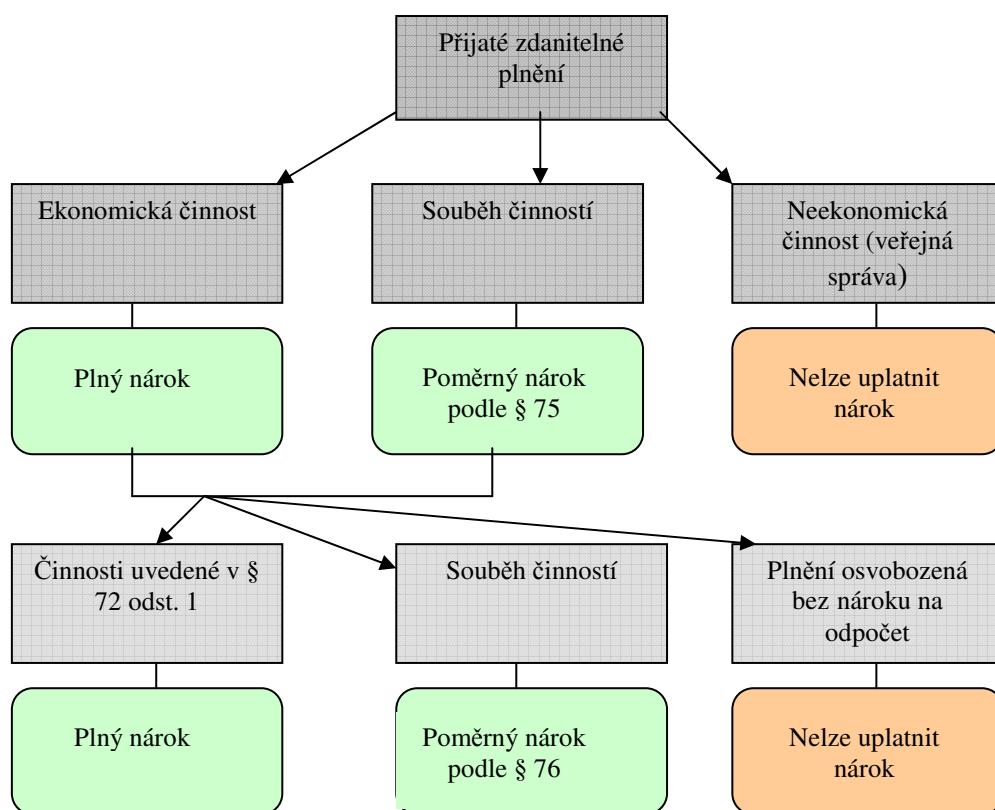 Přijaté zdanitelné
plnění
Ekonomická činnost
Souběh činností
Neekonomická
činnost (veřejná
správa)
Plný nárok
Poměrný nárok
podle § 75
Nelze uplatnit
nárok
Činnosti uvedené v §
72 odst. 1
Souběh činností
Plnění osvobozená
bez nároku na
odpočet
Plný nárok
Poměrný nárok
podle § 76
Nelze uplatnit
nárok